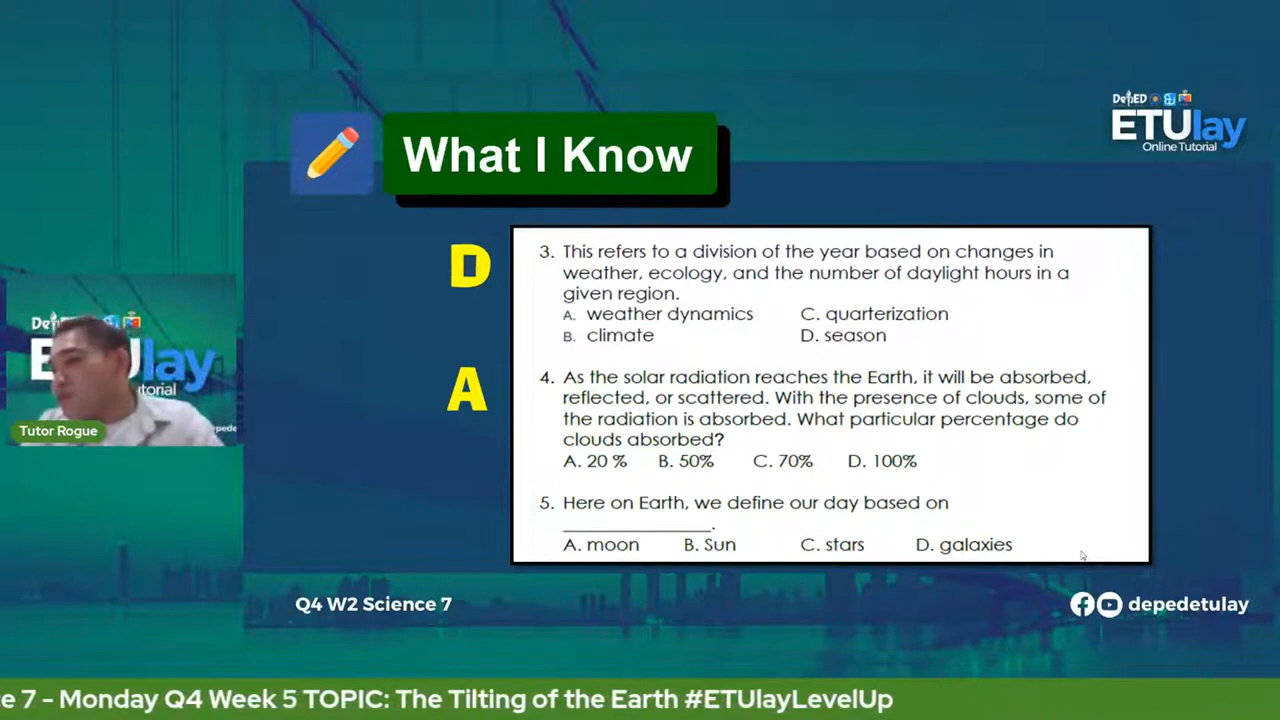 DepED
ETUlay
Online Tutorial
What I Know
D
3. This refers to a division of the year based on changes in
weather, ecology, and the number of daylight hours in a
given region.
A. weather dynamics C. quarterization
B. climate D. season
A
4. As the solar radiation reaches the Earth, it will be absorbed,
reflected, or scattered. With the presence of clouds, some of
the radiation is absorbed. What particular percentage do
clouds absorbed?
A. 20 % B. 50% C. 70% D. 100%
5. Here on Earth, we define our day based on
_______________.
A. moon B. Sun C. stars D. galaxies
Tutor Rogue
Q4 W2 Science 7
depedetulay
e 7 - Monday Q4 Week 5 TOPIC: The Tilting of the Earth #ETUlayLevelUp